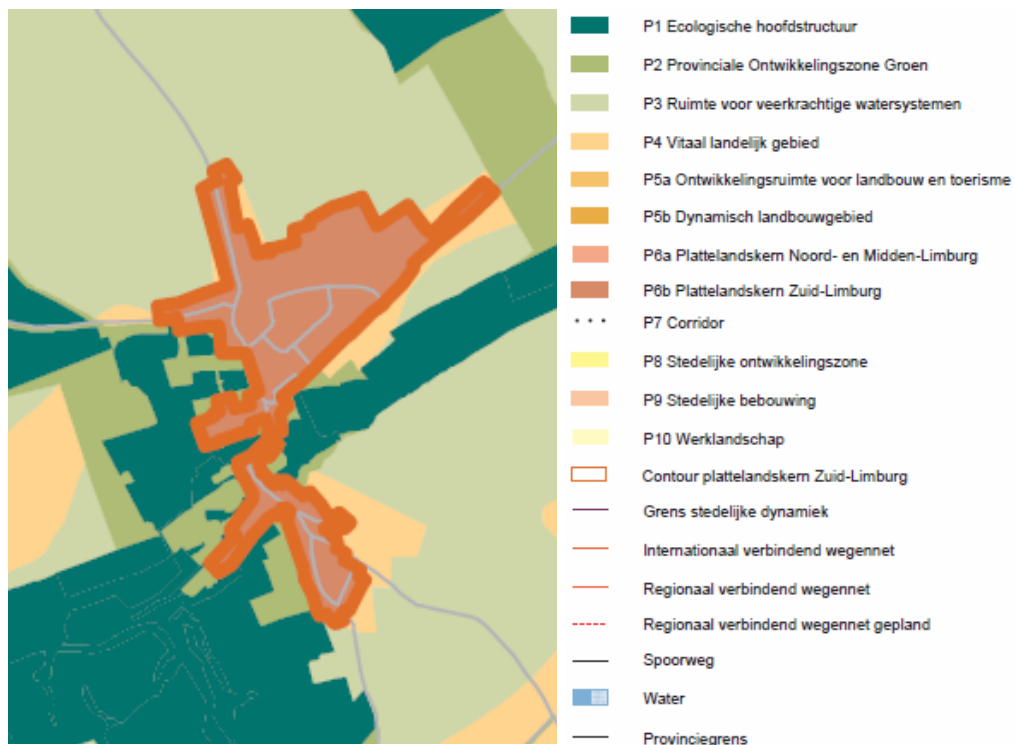 P1 Ecologische hoofdstructuur
P2 Provinciale Ontwikkelingszone Groen
P3 Ruimte voor veerkrachtige watersystemen
P4 Vitaal landelijk gebied
P5a Ontwikkelingsruimte voor landbouw en toerisme
P5b Dynamisch landbouwgebied
P6a Plattelandskern Noord- en Midden-Limburg
P6b Plattelandskern Zuid-Limburg
P7 Corridor
P8 Stedelijke ontwikkelingszone
P9 Stedelijke bebouwing
P10 Werklandschap
Contour plattelandskern Zuid-Limburg
Grens stedelijke dynamiek
Internationaal verbindend wegennet
Regionaal verbindend wegennet
Regionaal verbindend wegennet gepland
Spoorweg
Water
Provinciegrens